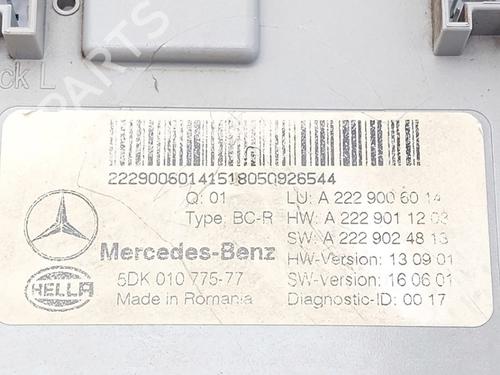 ck L
22290060141518050926544
Q: 01
LU: A 222 900 60 14
Type: BC-R
HW: A 222 901 12 03
SW: A 222 902 48 13
Mercedes-Benz
HW-Version: 13 09 01
5DK 010 775-77
SW-Version: 16 06 01
HELLA
Made in Romania
Diagnostic-ID: 00 17
PARTS